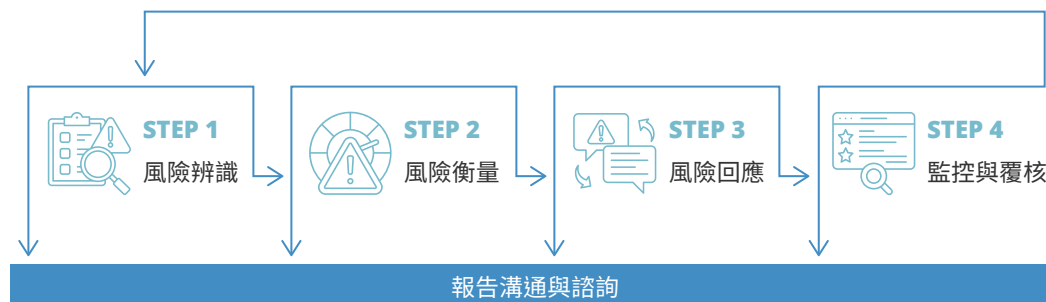 STEP 1
風險辨識
STEP 2
風險衡量
STEP 3
風險回應
STEP 4
監控與覆核
報告溝通與諮詢